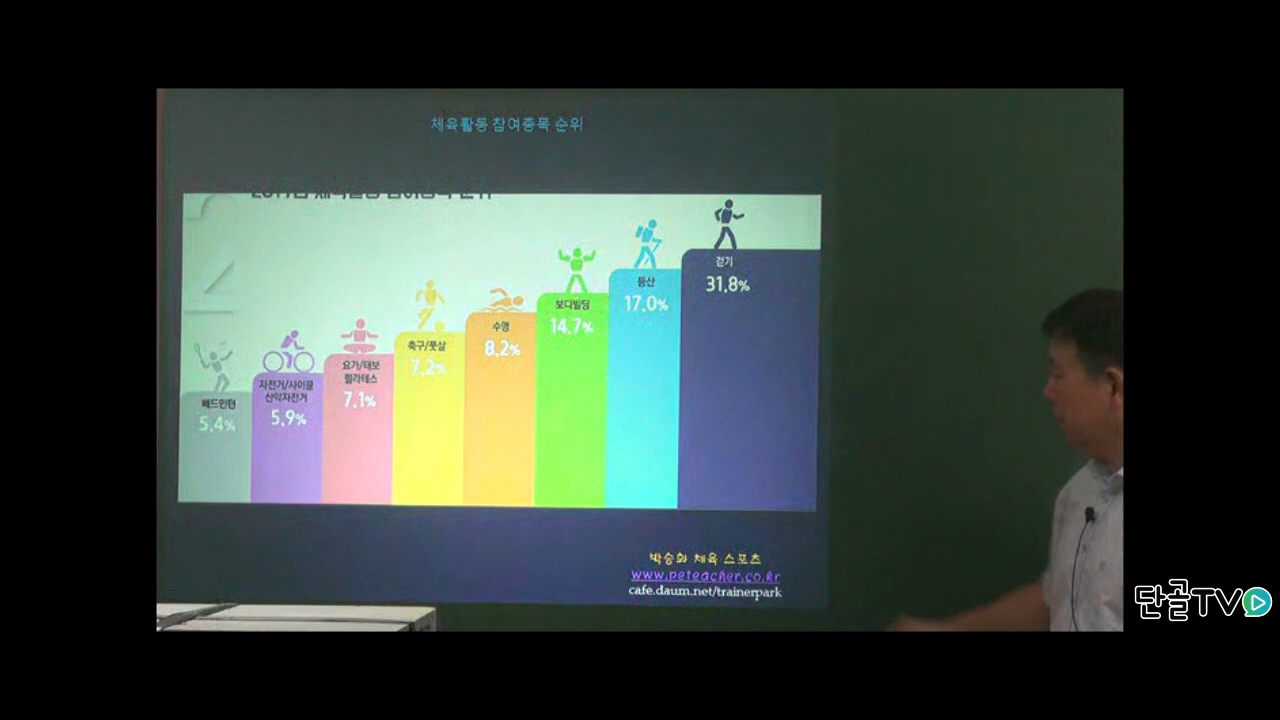 체육활동 참여종목 순위
걷기
31.8%
등산
17.0%
보디빌딩
14.7%
수영
8.2%
축구/풋살
7.2%
요가/태보
필라테스
7.1%
자전거/사이클
산악자전거
5.9%
배드민턴
5.4%
박승화 체육 스포츠
www.peteacher.co.kr
cafe.daum.net/trainerpark
단골TV